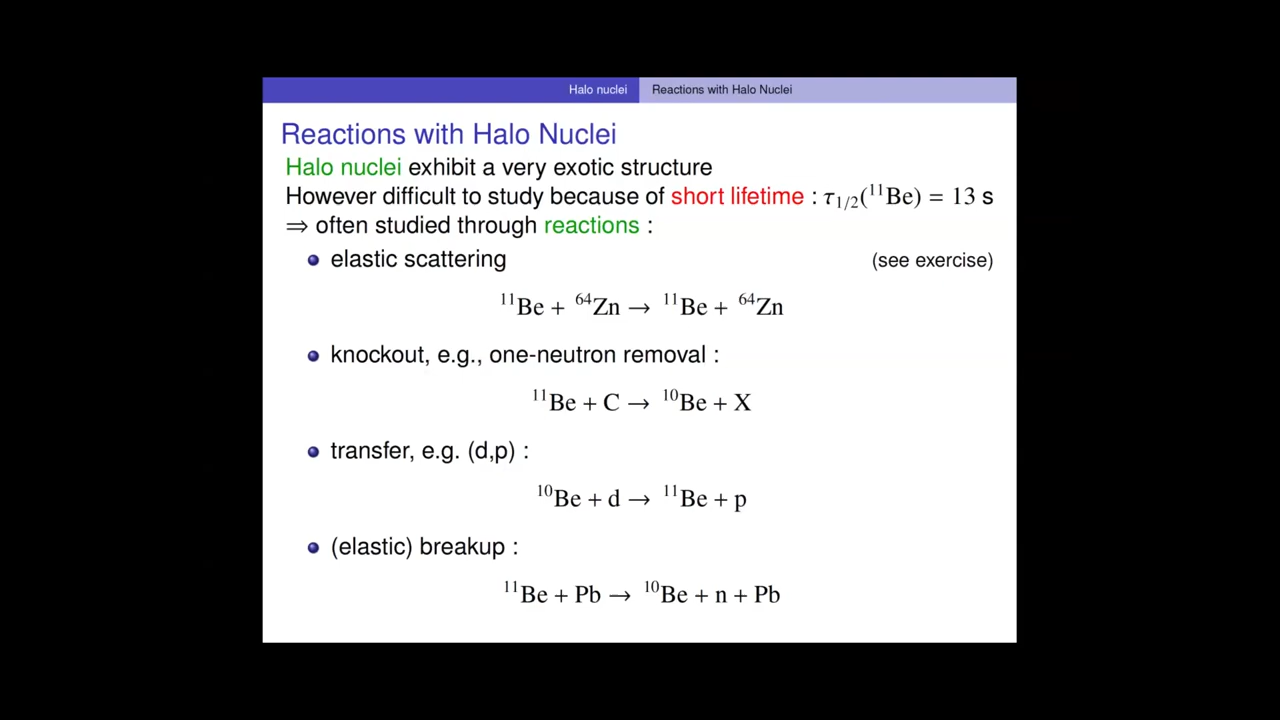 Halo nuclei Reactions with Halo Nuclei
Reactions with Halo Nuclei
Halo nuclei exhibit a very exotic structure
However difficult to study because of short lifetime : τ₁/₂(¹¹Be) = 13 s
⇒ often studied through reactions :
elastic scattering (see exercise)
¹¹Be + ⁶⁴Zn → ¹¹Be + ⁶⁴Zn
knockout, e.g., one-neutron removal :
¹¹Be + C → ¹⁰Be + X
transfer, e.g. (d,p) :
¹⁰Be + d → ¹¹Be + p
(elastic) breakup :
¹¹Be + Pb → ¹⁰Be + n + Pb